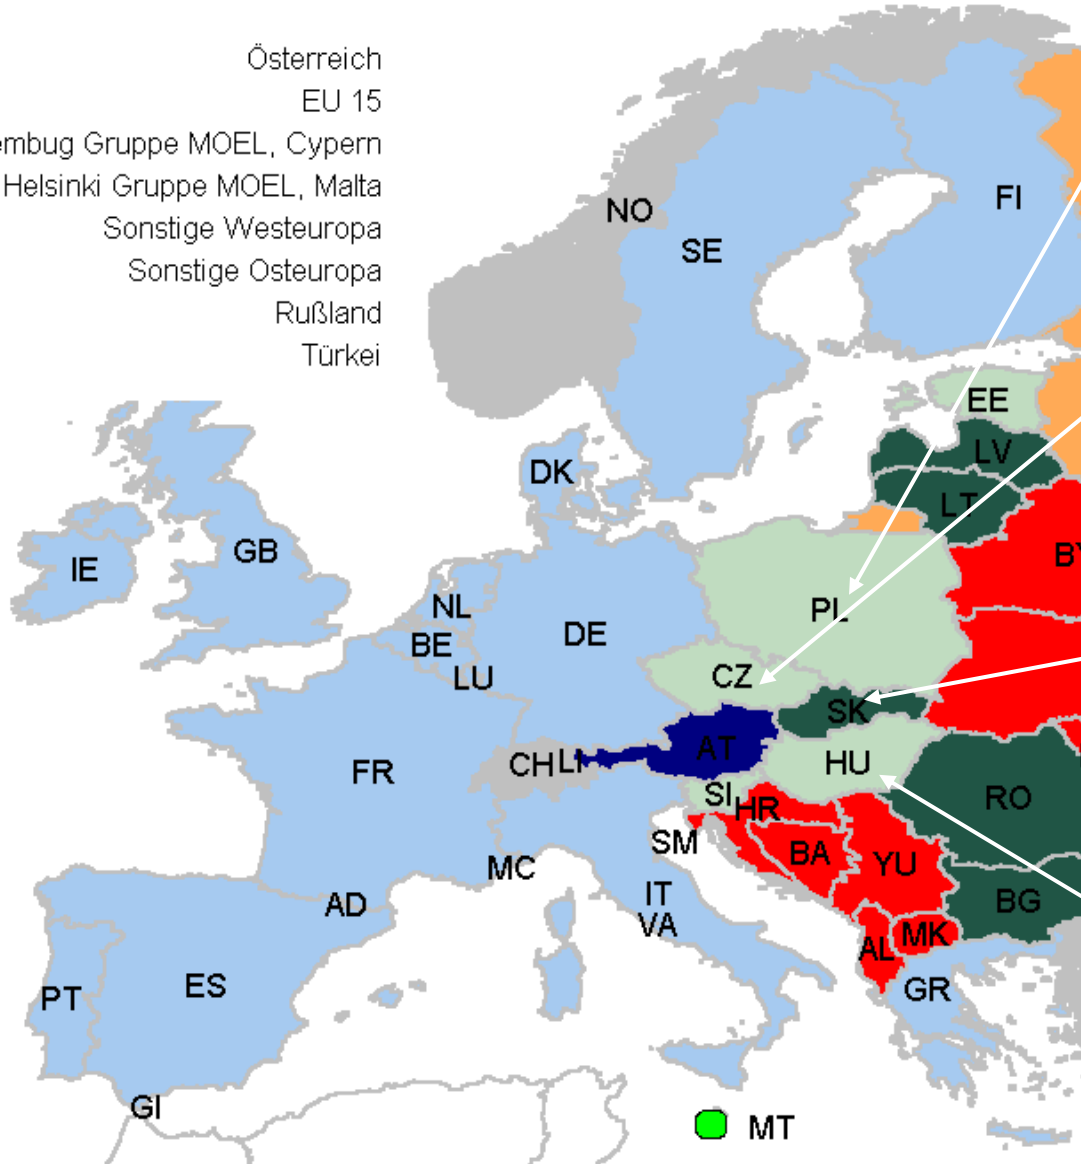 Österreich
EU 15
embug Gruppe MOEL, Cypern
Helsinki Gruppe MOEL, Malta
Sonstige Westeuropa
Sonstige Osteuropa
Rußland
Türkei
NO
FI
SE
EE
LV
DK
LT
GB
BY
IE
NL
PL
DE
BE
CZ
LU
SK
AT
HU
CH
LI
FR
SI
RO
HR
SM
BA
YU
MC
IT
BG
AD
VA
MK
AL
ES
GR
PT
GI
MT